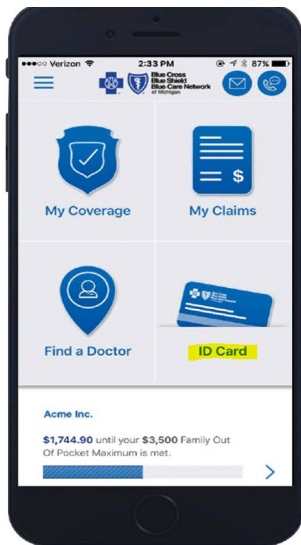 ●●●○○ Verizon 2:33 PM 87%
Blue Cross
Blue Shield
Blue Care Network
of Michigan
My Coverage
$
My Claims
Find a Doctor
ID Card
Acme Inc.
$1,744.90 until your $3,500 Family Out
Of Pocket Maximum is met.